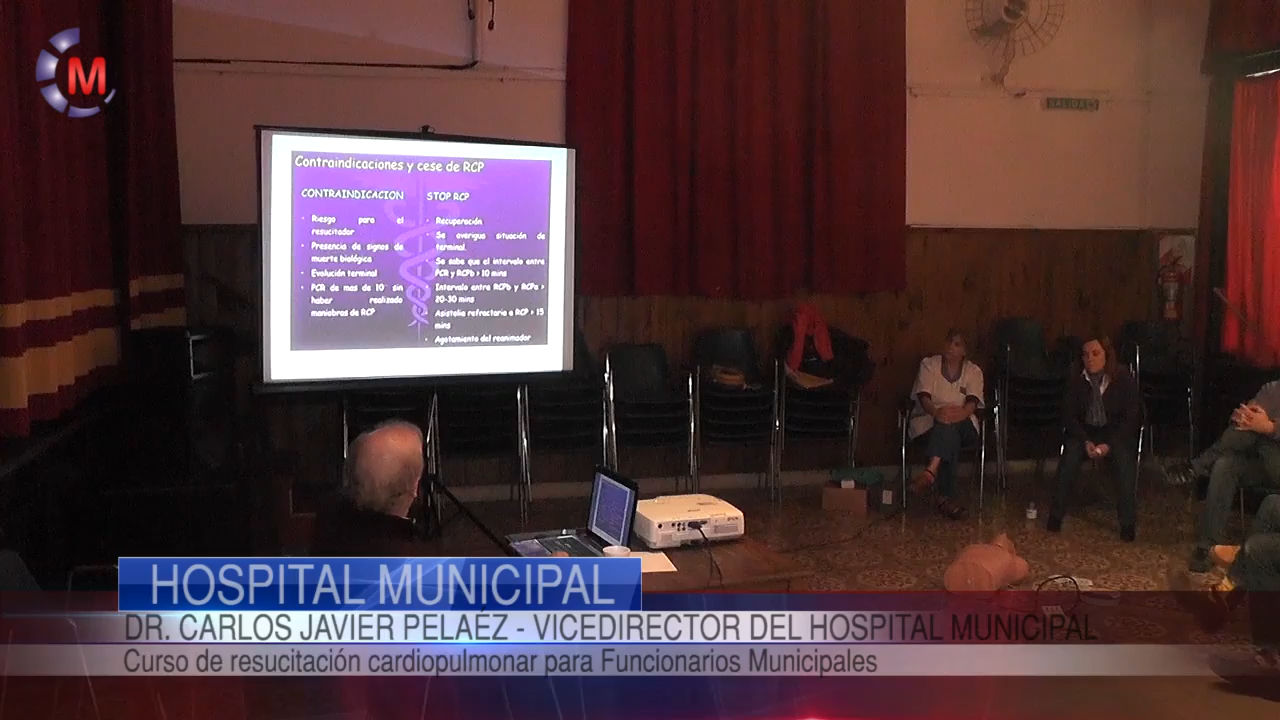 M
SALIDA
Contraindicaciones y cese de RCP
CONTRAINDICACION
• Riesgo para el
resucitador
• Presencia de signos de
muerte biológica
• Evolución terminal
• PCR de mas de 10 sin
haber realizado
maniobras de RCP
STOP RCP
• Recuperación
• Se averigua situación de
terminal.
• Se sabe que el intervalo entre
PCR y RCPb > 10 mins
• Intervalo entre RCPb y RCPa >
20-30 mins
• Asistolia refractaria a RCP > 15
mins
• Agotamiento del reanimador
HOSPITAL MUNICIPAL
DR. CARLOS JAVIER PELAÉZ - VICEDIRECTOR DEL HOSPITAL MUNICIPAL
Curso de resucitación cardiopulmonar para Funcionarios Municipales